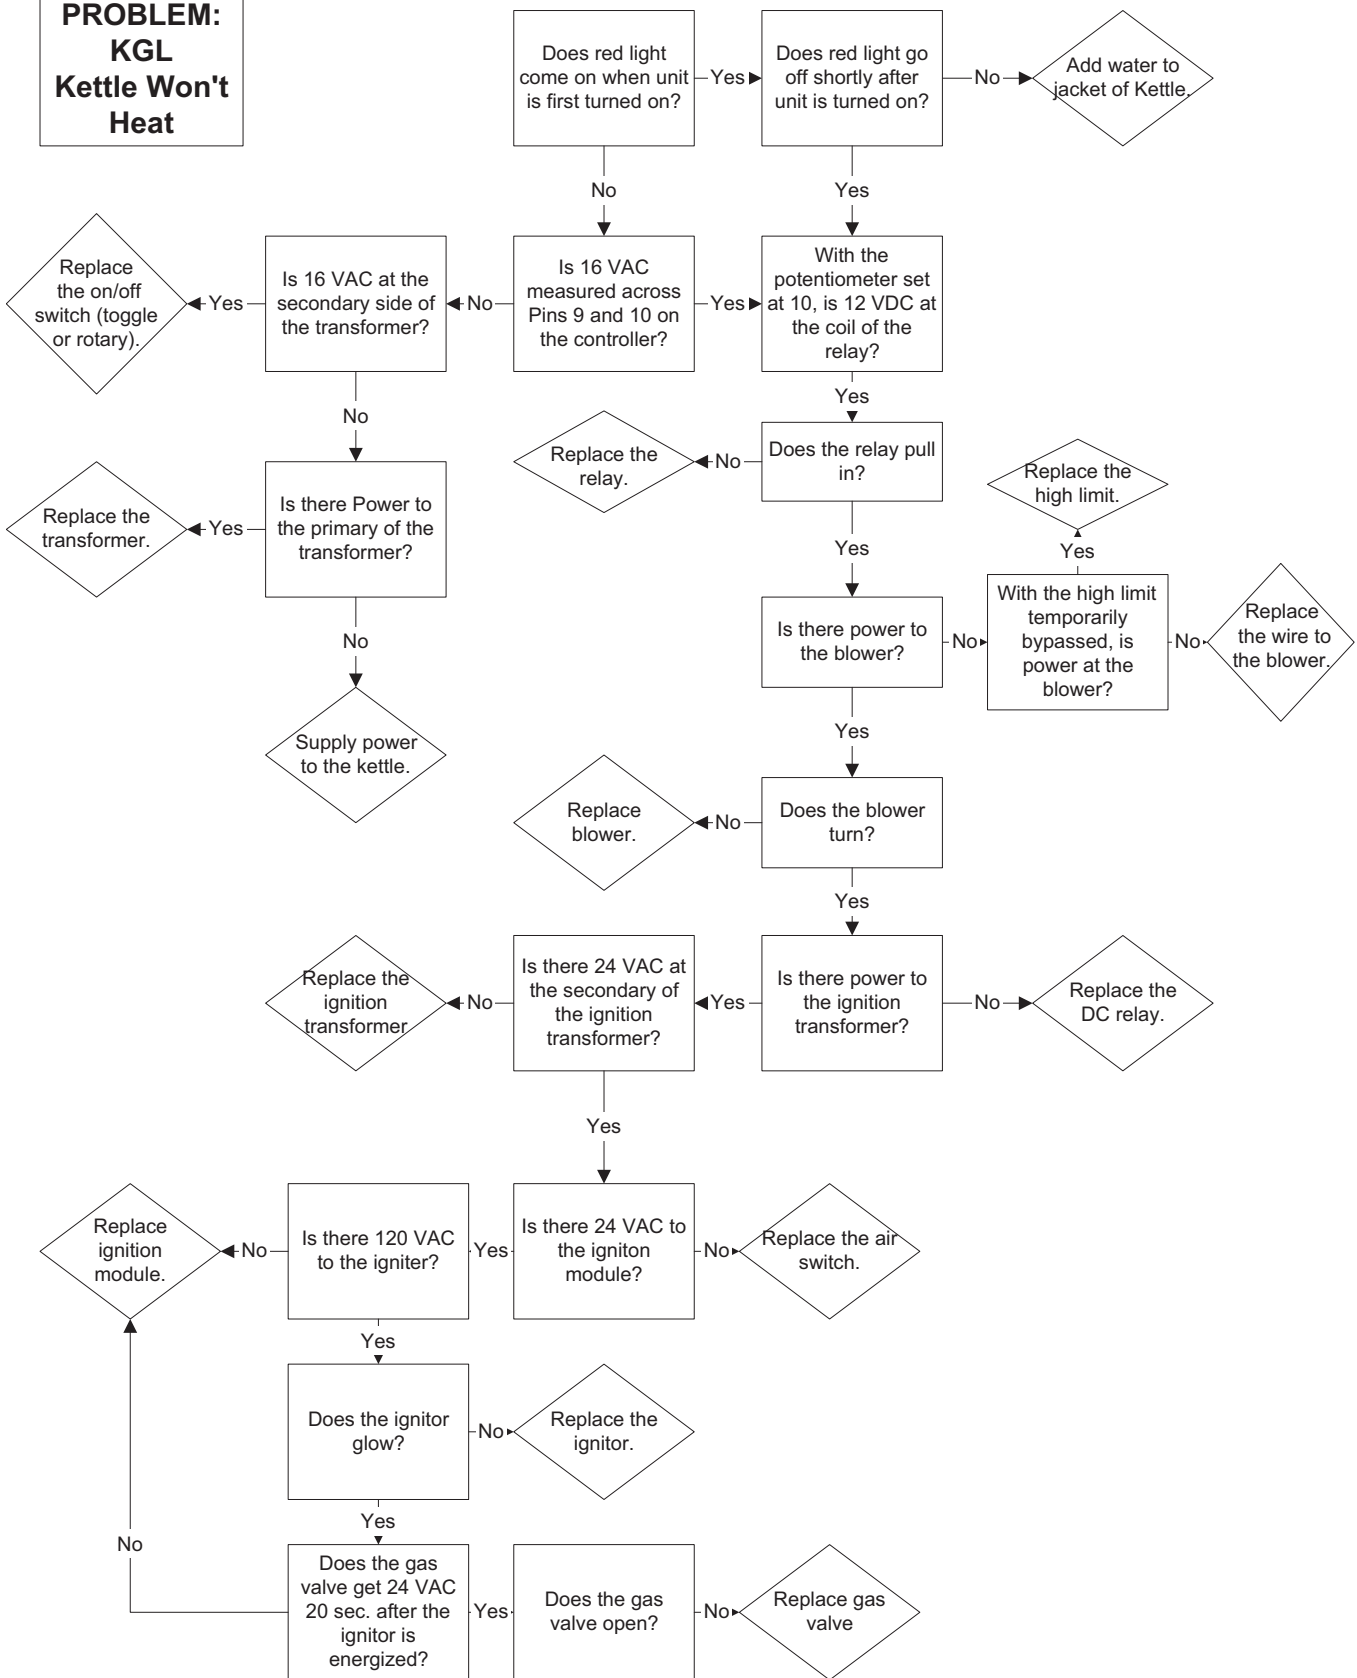 PROBLEM:
KGL
Kettle Won't
Heat
Does red light
come on when unit
is first turned on?
Yes
Does red light go
off shortly after
unit is turned on?
No
Add water to
jacket of Kettle.
No
Yes
Replace
the on/off
switch (toggle
or rotary).
Yes
Is 16 VAC at the
secondary side of
the transformer?
No
Is 16 VAC
measured across
Pins 9 and 10 on
the controller?
Yes
With the
potentiometer set
at 10, is 12 VDC at
the coil of the
relay?
No
Yes
Replace the
relay.
No
Does the relay pull
in?
Replace the
high limit.
Replace the
transformer.
Yes
Is there Power to
the primary of the
transformer?
Yes
Yes
No
Is there power to
the blower?
No
With the high limit
temporarily
bypassed, is
power at the
blower?
No
Replace
the wire to
the blower.
Supply power
to the kettle.
Yes
Replace
blower.
No
Does the blower
turn?
Yes
Replace the
ignition
transformer
No
Is there 24 VAC at
the secondary of
the ignition
transformer?
Yes
Is there power to
the ignition
transformer?
No
Replace the
DC relay.
Yes
Replace
ignition
module.
No
Is there 120 VAC
to the igniter?
Yes
Is there 24 VAC to
the igniton
module?
No
Replace the air
switch.
Yes
Does the ignitor
glow?
No
Replace the
ignitor.
Yes
No
Does the gas
valve get 24 VAC
20 sec. after the
ignitor is
energized?
Yes
Does the gas
valve open?
No
Replace gas
valve